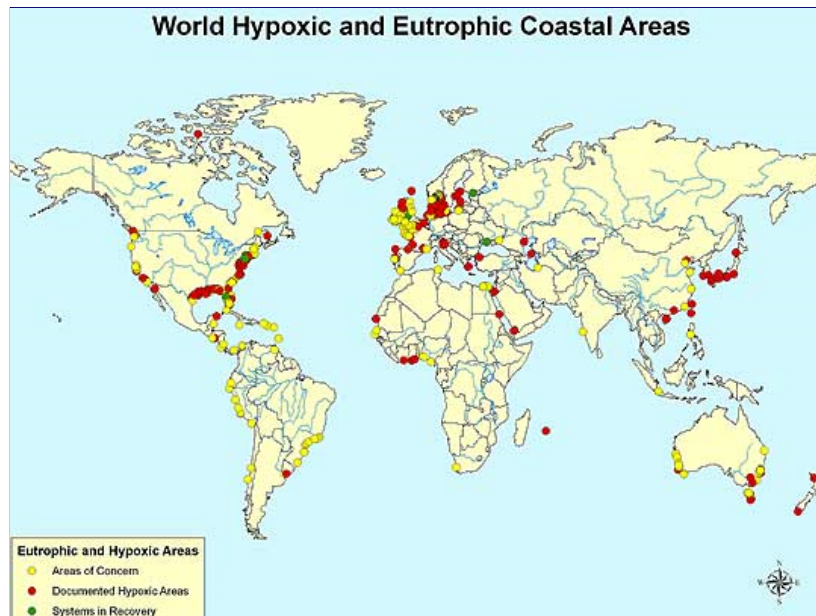 World Hypoxic and Eutrophic Coastal Areas
Eutrophic and Hypoxic Areas
Areas of Concern
Documented Hypoxic Areas
Systems in Recovery
N
W
E
S